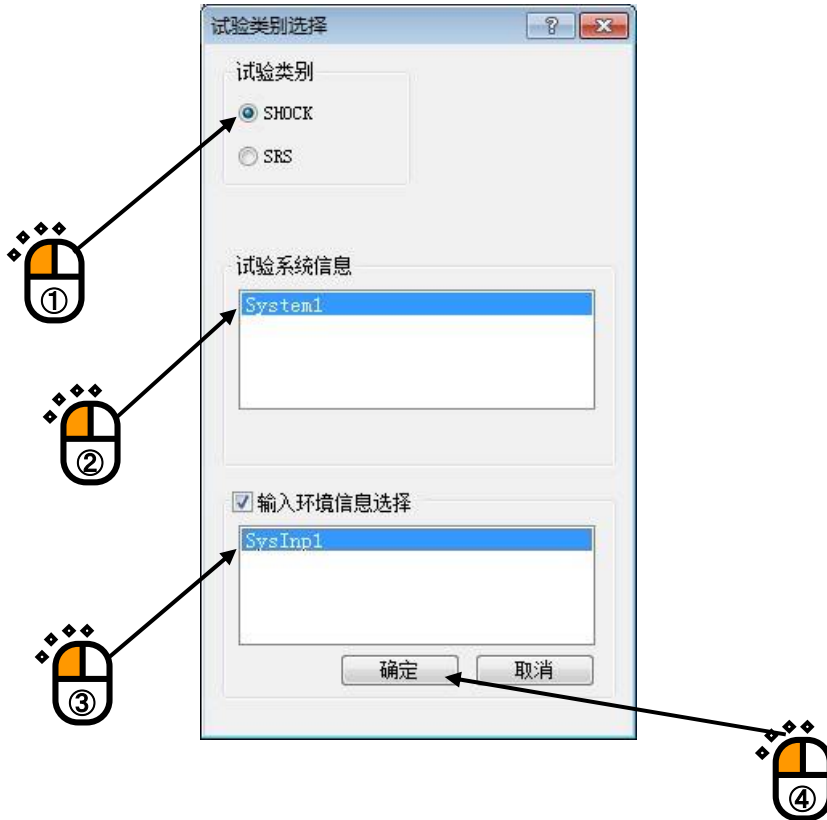 试验类别选择
试验类别
SHOCK
SRS
①
试验系统信息
System1
②
输入环境信息选择
SysInp1
③
确定 取消
④